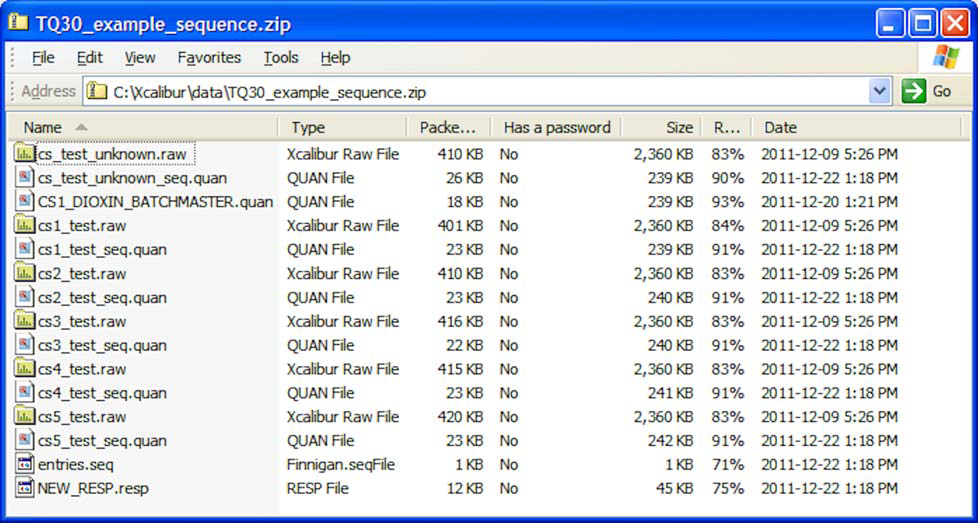 TQ30_example_sequence.zip
File Edit View Favorites Tools Help
Address C:\Xcalibur\data\TQ30_example_sequence.zip Go
Name Type Packe... Has a password Size R... Date
cs_test_unknown.raw Xcalibur Raw File 410 KB No 2,360 KB 83% 2011-12-09 5:26 PM
cs_test_unknown_seq.quan QUAN File 26 KB No 239 KB 90% 2011-12-22 1:18 PM
CS1_DIOXIN_BATCHMASTER.quan QUAN File 18 KB No 239 KB 93% 2011-12-20 1:21 PM
cs1_test.raw Xcalibur Raw File 401 KB No 2,360 KB 84% 2011-12-09 5:26 PM
cs1_test_seq.quan QUAN File 23 KB No 239 KB 91% 2011-12-22 1:18 PM
cs2_test.raw Xcalibur Raw File 410 KB No 2,360 KB 83% 2011-12-09 5:26 PM
cs2_test_seq.quan QUAN File 23 KB No 240 KB 91% 2011-12-22 1:18 PM
cs3_test.raw Xcalibur Raw File 416 KB No 2,360 KB 83% 2011-12-09 5:26 PM
cs3_test_seq.quan QUAN File 22 KB No 240 KB 91% 2011-12-22 1:18 PM
cs4_test.raw Xcalibur Raw File 415 KB No 2,360 KB 83% 2011-12-09 5:26 PM
cs4_test_seq.quan QUAN File 23 KB No 241 KB 91% 2011-12-22 1:18 PM
cs5_test.raw Xcalibur Raw File 420 KB No 2,360 KB 83% 2011-12-09 5:26 PM
cs5_test_seq.quan QUAN File 23 KB No 242 KB 91% 2011-12-22 1:18 PM
entries.seq Finnigan.seqFile 1 KB No 1 KB 71% 2011-12-22 1:18 PM
NEW_RESP.resp RESP File 12 KB No 45 KB 75% 2011-12-22 1:18 PM